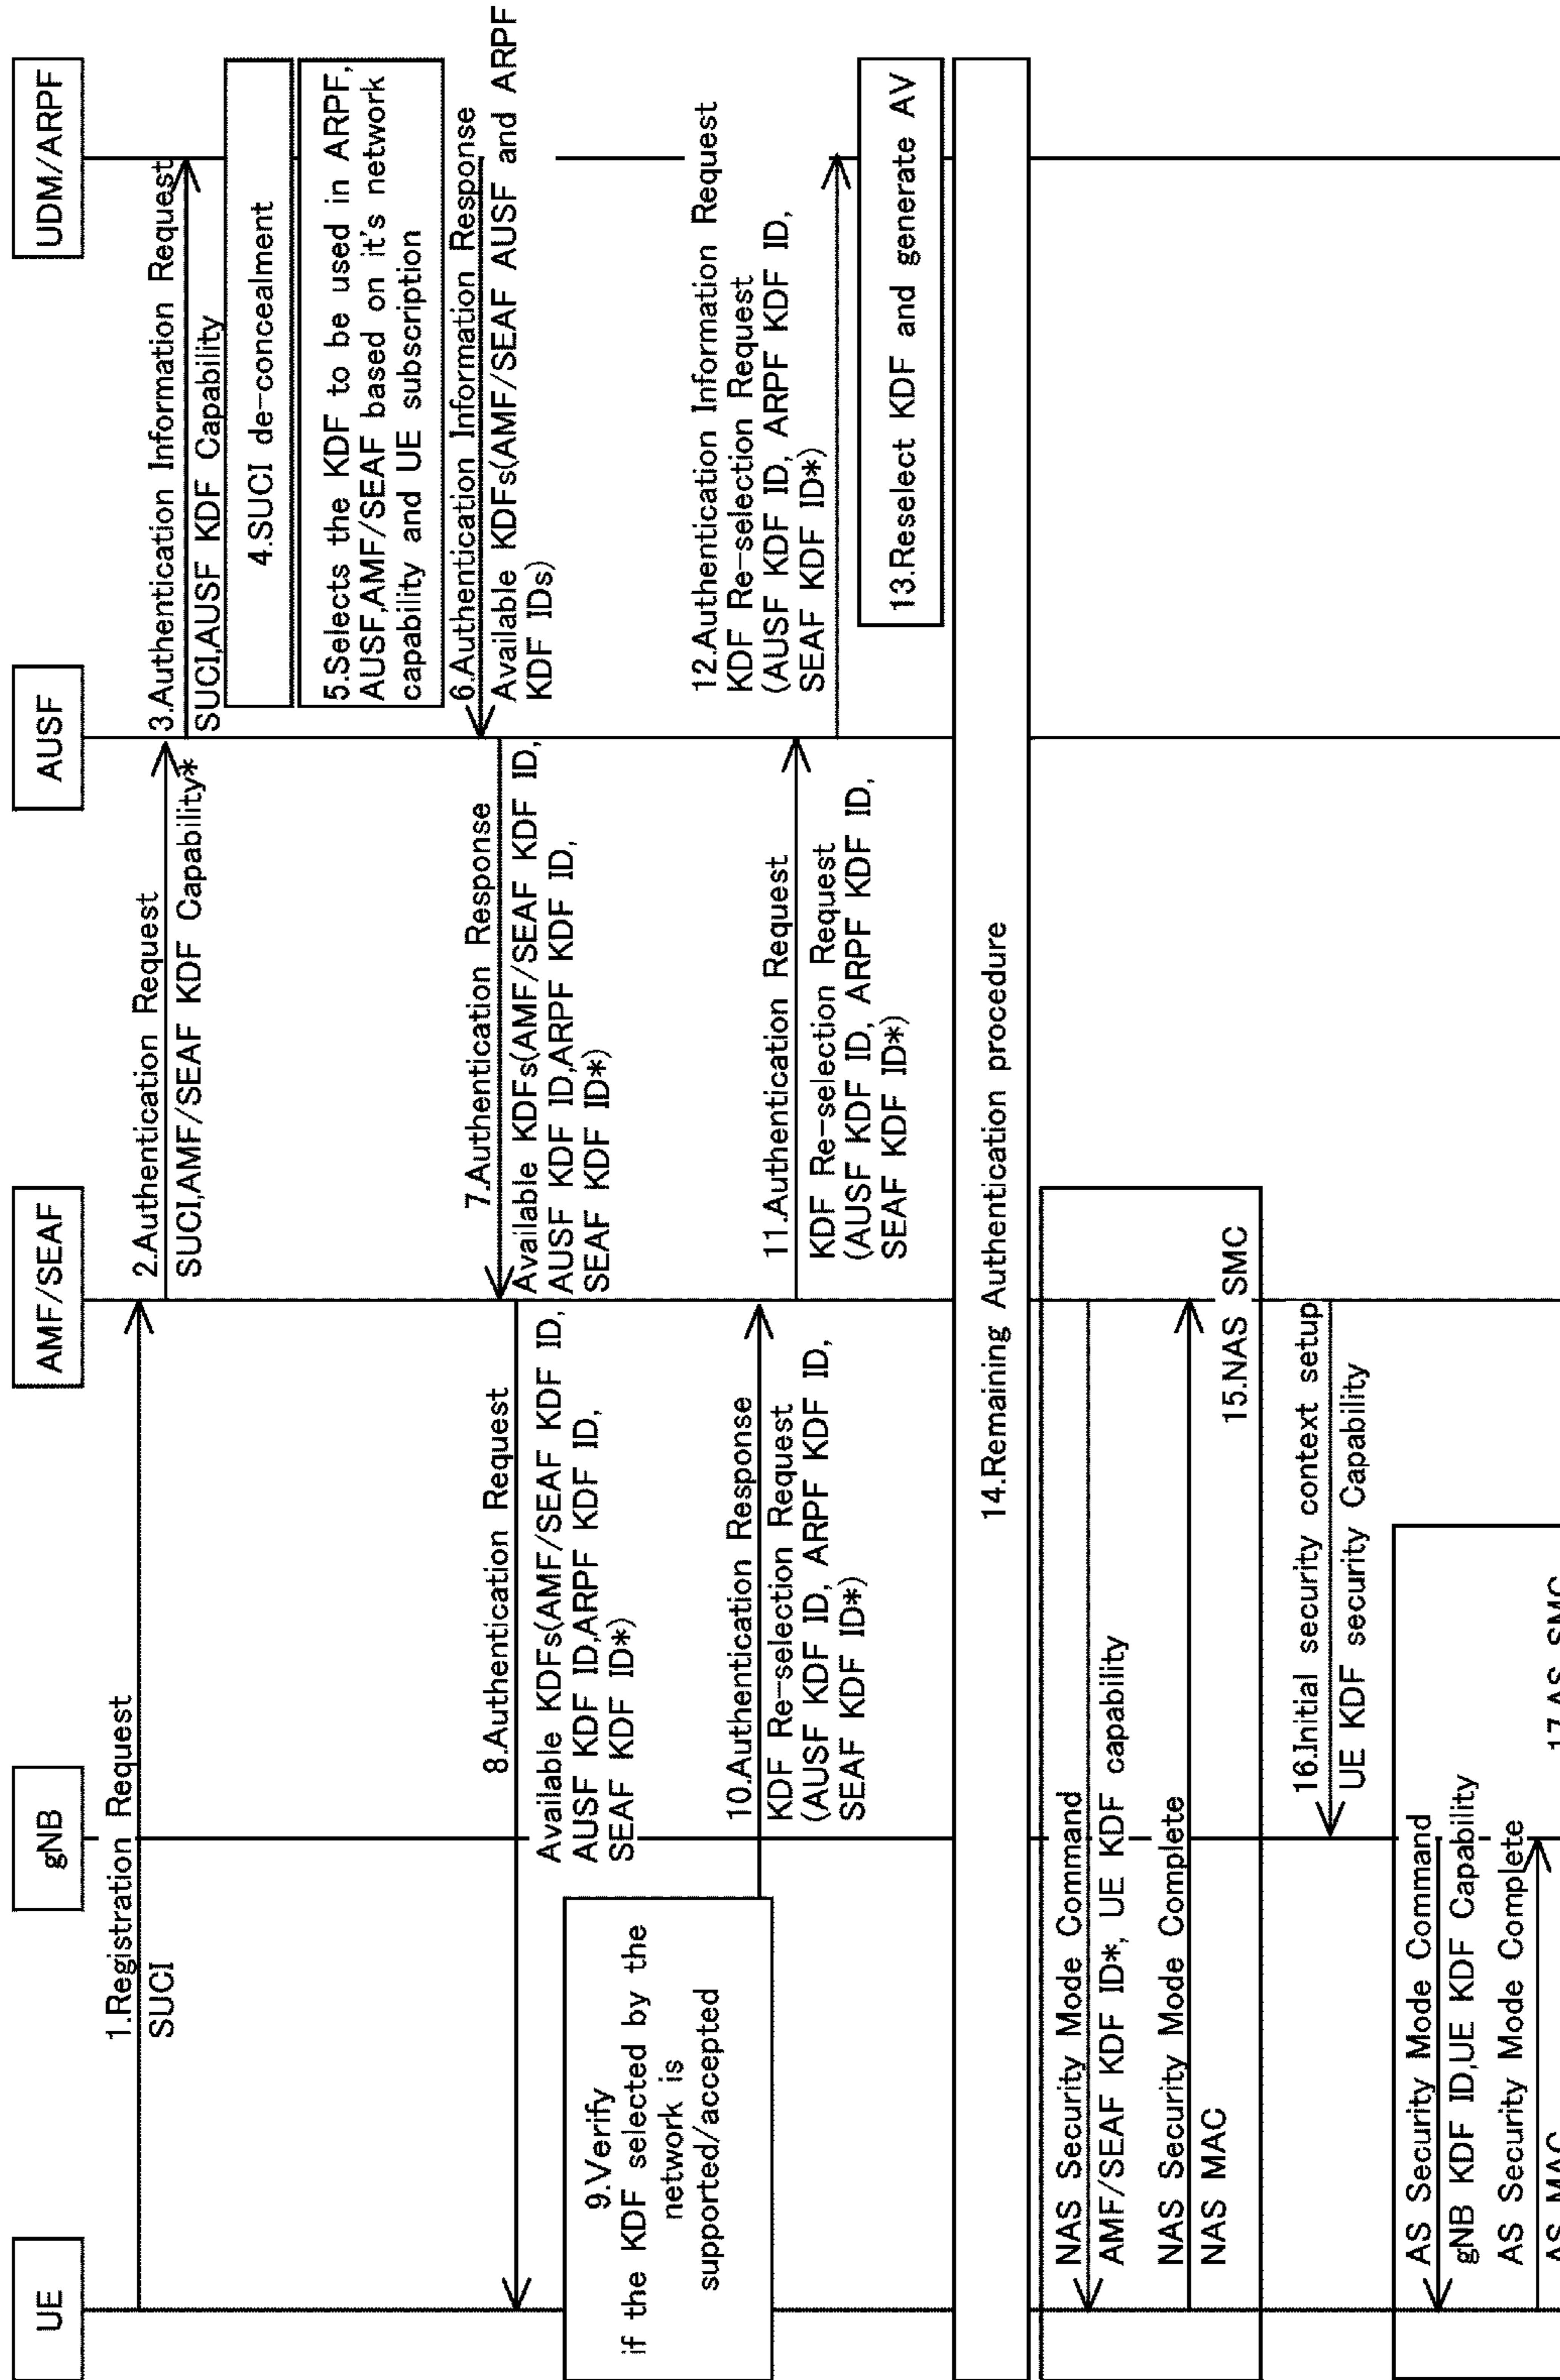 UE
gNB
AMF/SEAF
AUSF
UDM/ARPF
1.Registration Request
SUCI
2.Authentication Request
SUCI,AMF/SEAF KDF Capability*
3.Authentication Information Request
SUCI,AUSF KDF Capability
4.SUCI de-concealment
5.Selects the KDF to be used in ARPF,
AUSF,AMF/SEAF based on it's network
capability and UE subscription
6.Authentication Information Response
Available KDFs(AMF/SEAF AUSF and ARPF
KDF IDs)
7.Authentication Response
Available KDFs(AMF/SEAF KDF ID,
AUSF KDF ID,ARPF KDF ID,
SEAF KDF ID*)
8.Authentication Request
Available KDFs(AMF/SEAF KDF ID,
AUSF KDF ID,ARPF KDF ID,
SEAF KDF ID*)
9.Verify
if the KDF selected by the
network is
supported/accepted
10.Authentication Response
KDF Re-selection Request
(AUSF KDF ID, ARPF KDF ID,
SEAF KDF ID*)
11.Authentication Request
KDF Re-selection Request
(AUSF KDF ID, ARPF KDF ID,
SEAF KDF ID*)
12.Authentication Information Request
KDF Re-selection Request
(AUSF KDF ID, ARPF KDF ID,
SEAF KDF ID*)
13.Reselect KDF and generate AV
14.Remaining Authentication procedure
NAS Security Mode Command
AMF/SEAF KDF ID*, UE KDF capability
NAS Security Mode Complete
NAS MAC
15.NAS SMC
16.Initial security context setup
UE KDF security Capability
AS Security Mode Command
gNB KDF ID,UE KDF Capability
AS Security Mode Complete
AS MAC
17.AS SMC